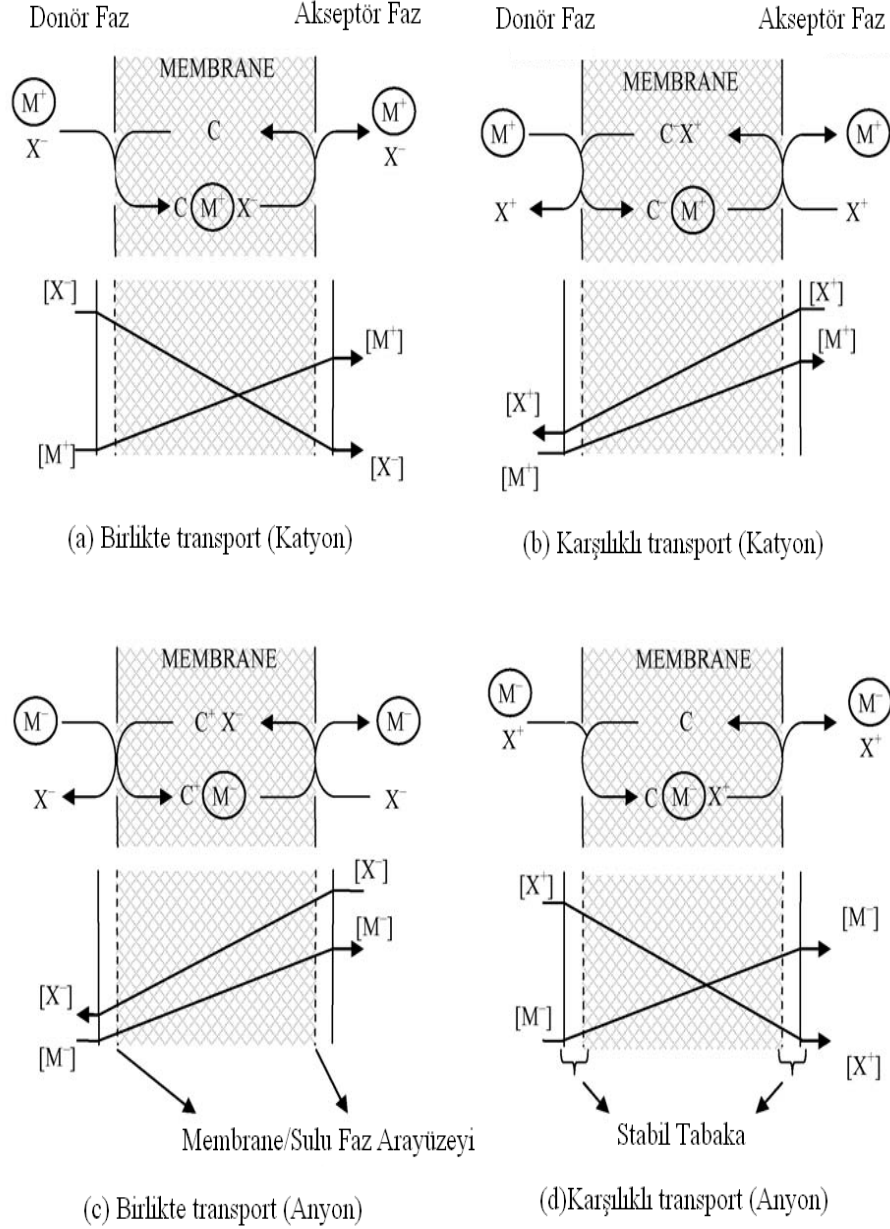 Donör Faz
Akseptör Faz
MEMBRANE
M⁺
X⁻
C
M⁺
X⁻
C M⁺ X⁻
[X⁻]
[M⁺]
[M⁺]
[X⁻]
(a) Birlikte transport (Katyon)
Donör Faz
Akseptör Faz
MEMBRANE
M⁺
C⁻X⁺
M⁺
X⁺
C⁻ M⁺
X⁺
[X⁺]
[M⁺]
[X⁺]
[M⁺]
(b) Karşılıklı transport (Katyon)
MEMBRANE
M⁻
C⁺ X⁻
M⁻
X⁻
C⁺ M⁻
X⁻
[X⁻]
[M⁻]
[X⁻]
[M⁻]
Membrane/Sulu Faz Arayüzeyi
(c) Birlikte transport (Anyon)
MEMBRANE
M⁻
X⁺
C
M⁻
X⁺
C M⁻ X⁺
[X⁺]
[M⁻]
[M⁻]
[X⁺]
Stabil Tabaka
(d)Karşılıklı transport (Anyon)